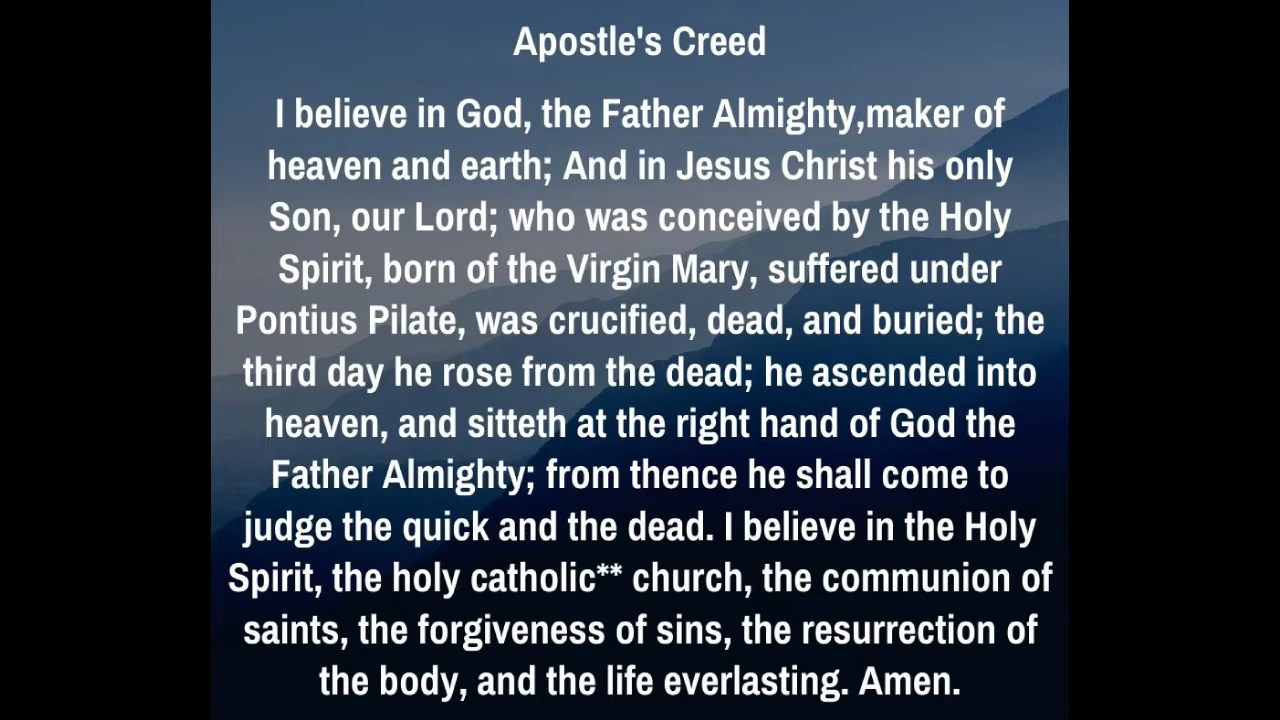 Apostle's Creed
I believe in God, the Father Almighty,maker of
heaven and earth; And in Jesus Christ his only
Son, our Lord; who was conceived by the Holy
Spirit, born of the Virgin Mary, suffered under
Pontius Pilate, was crucified, dead, and buried; the
third day he rose from the dead; he ascended into
heaven, and sitteth at the right hand of God the
Father Almighty; from thence he shall come to
judge the quick and the dead. I believe in the Holy
Spirit, the holy catholic** church, the communion of
saints, the forgiveness of sins, the resurrection of
the body, and the life everlasting. Amen.